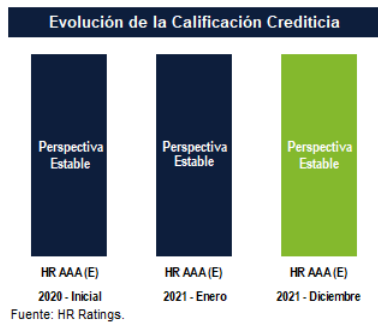 Evolución de la Calificación Crediticia
Perspectiva Estable
Perspectiva Estable
Perspectiva Estable
HR AAA (E)
HR AAA (E)
HR AAA (E)
2020 - Inicial
2021 - Enero
2021 - Diciembre
Fuente: HR Ratings.